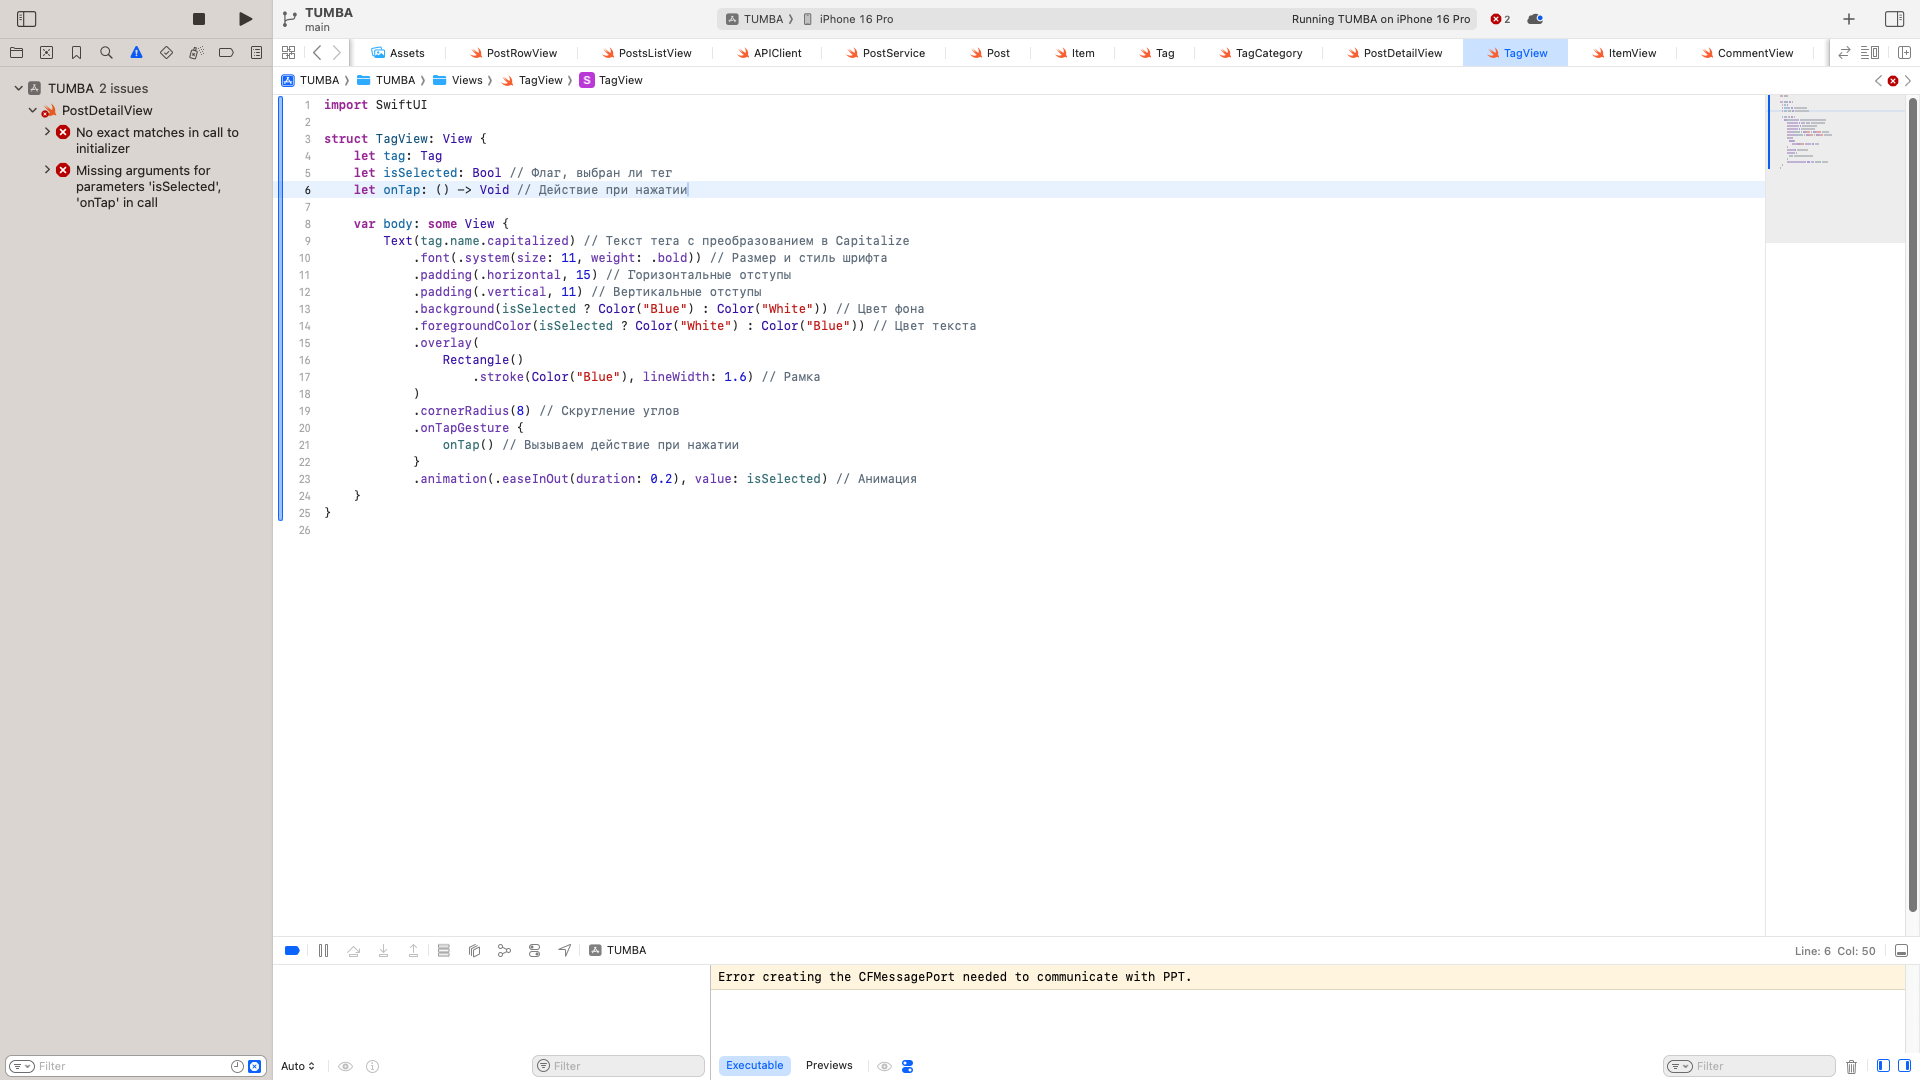 TUMBA
main
TUMBA 〉 iPhone 16 Pro
Running TUMBA on iPhone 16 Pro
2
Assets
PostRowView
PostsListView
APIClient
PostService
Post
Item
Tag
TagCategory
PostDetailView
TagView
ItemView
CommentView
TUMBA 〉 TUMBA 〉 Views 〉 TagView 〉 S TagView
TUMBA 2 issues
PostDetailView
No exact matches in call to
initializer
Missing arguments for
parameters 'isSelected',
'onTap' in call
1 import SwiftUI
2
3 struct TagView: View {
4     let tag: Tag
5     let isSelected: Bool // Флаг, выбран ли тег
6     let onTap: () -> Void // Действие при нажатии
7
8     var body: some View {
9         Text(tag.name.capitalized) // Текст тега с преобразованием в Capitalize
10             .font(.system(size: 11, weight: .bold)) // Размер и стиль шрифта
11             .padding(.horizontal, 15) // Горизонтальные отступы
12             .padding(.vertical, 11) // Вертикальные отступы
13             .background(isSelected ? Color("Blue") : Color("White")) // Цвет фона
14             .foregroundColor(isSelected ? Color("White") : Color("Blue")) // Цвет текста
15             .overlay(
16                 Rectangle()
17                     .stroke(Color("Blue"), lineWidth: 1.6) // Рамка
18             )
19             .cornerRadius(8) // Скругление углов
20             .onTapGesture {
21                 onTap() // Вызываем действие при нажатии
22             }
23             .animation(.easeInOut(duration: 0.2), value: isSelected) // Анимация
24     }
25 }
26
TUMBA
Line: 6 Col: 50
Error creating the CFMessagePort needed to communicate with PPT.
Filter
Auto
Filter
Executable
Previews
Filter